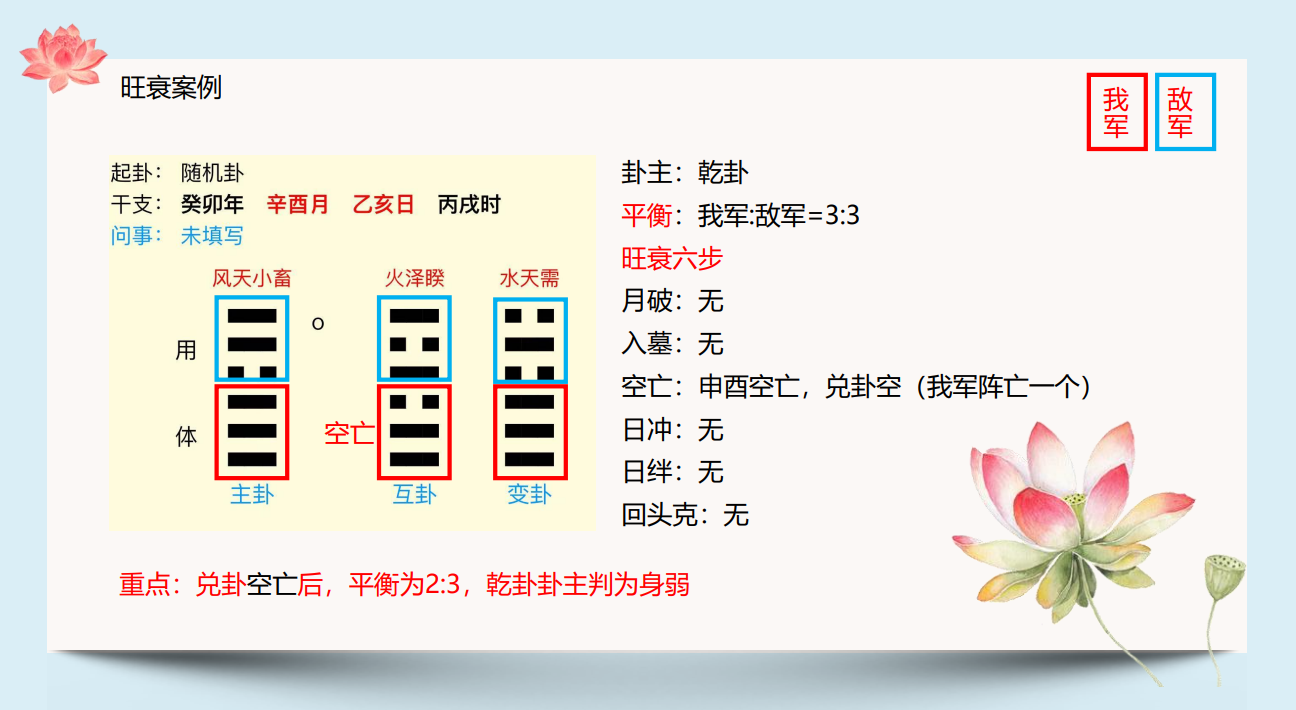 旺衰案例
我军
敌军
起卦： 随机卦
干支： 癸卯年 辛酉月 乙亥日 丙戌时
问事： 未填写
风天小畜 火泽睽 水天需
o
用
体
空亡
主卦 互卦 变卦
卦主：乾卦
平衡：我军:敌军=3:3
旺衰六步
月破：无
入墓：无
空亡：申酉空亡，兑卦空（我军阵亡一个）
日冲：无
日绊：无
回头克：无
重点：兑卦空亡后，平衡为2:3，乾卦卦主判为身弱